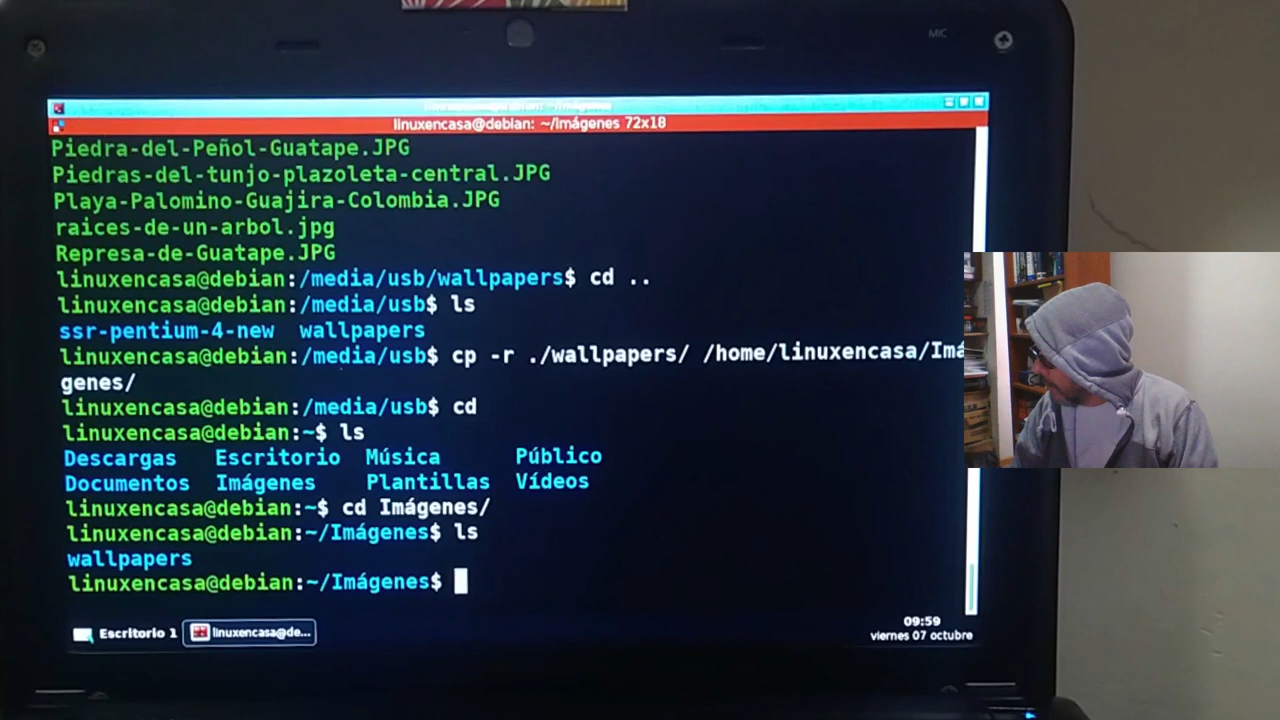 MIC
linuxencasa@debian: ~/Imágenes
linuxencasa@debian: ~/Imágenes 72x18
Piedra-del-Peñol-Guatape.JPG
Piedras-del-tunjo-plazoleta-central.JPG
Playa-Palomino-Guajira-Colombia.JPG
raices-de-un-arbol.jpg
Represa-de-Guatape.JPG
linuxencasa@debian:/media/usb/wallpapers$ cd ..
linuxencasa@debian:/media/usb$ ls
ssr-pentium-4-new wallpapers
linuxencasa@debian:/media/usb$ cp -r ./wallpapers/ /home/linuxencasa/Imá
genes/
linuxencasa@debian:/media/usb$ cd
linuxencasa@debian:~$ ls
Descargas Escritorio Música Público
Documentos Imágenes Plantillas Vídeos
linuxencasa@debian:~$ cd Imágenes/
linuxencasa@debian:~/Imágenes$ ls
wallpapers
linuxencasa@debian:~/Imágenes$
Escritorio 1 linuxencasa@de...
09:59
viernes 07 octubre